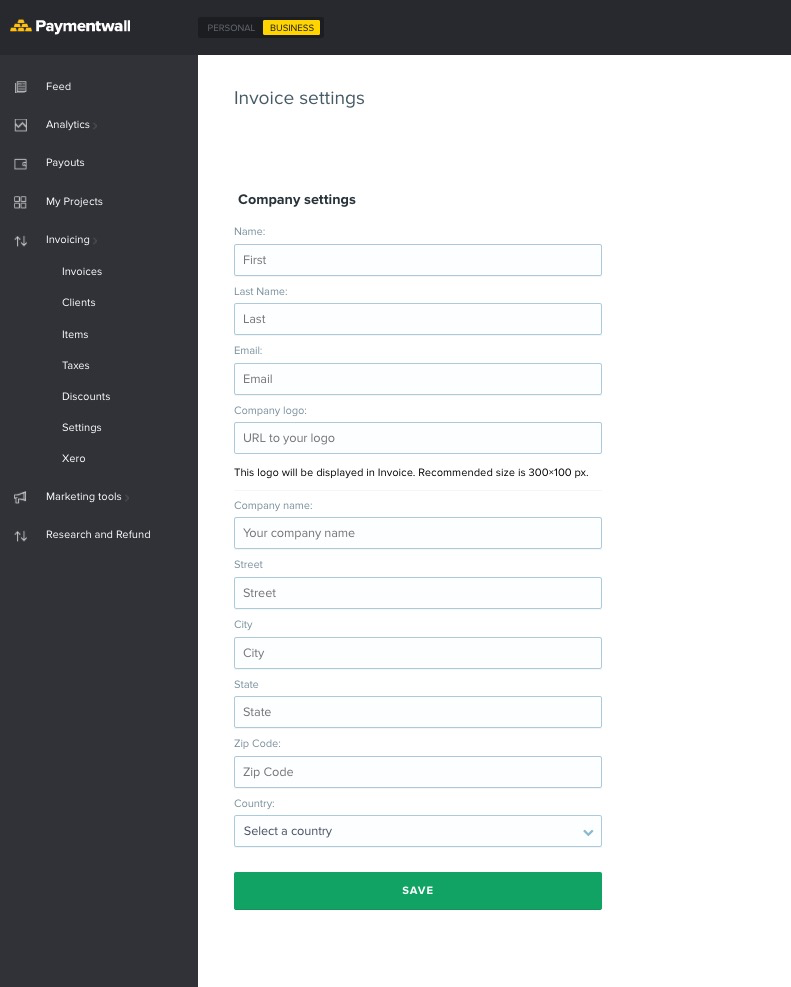 Paymentwall
PERSONAL BUSINESS
Feed
Analytics
Payouts
My Projects
Invoicing
Invoices
Clients
Items
Taxes
Discounts
Settings
Xero
Marketing tools
Research and Refund
Invoice settings
Company settings
Name:
First
Last Name:
Last
Email:
Email
Company logo:
URL to your logo
This logo will be displayed in Invoice. Recommended size is 300×100 px.
Company name:
Your company name
Street
Street
City
City
State
State
Zip Code:
Zip Code
Country:
Select a country
SAVE